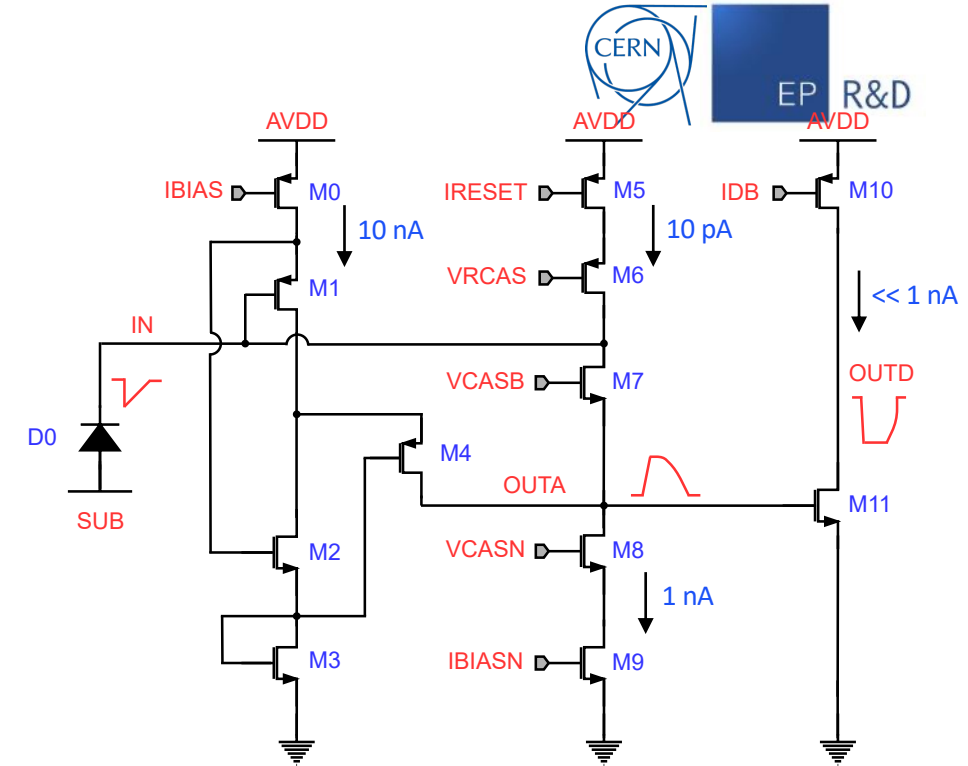 CERN
EP R&D
AVDD
AVDD
AVDD
IBIAS
M0
IRESET
M5
IDB
M10
10 nA
10 pA
VRCAS
M6
M1
<< 1 nA
IN
VCASB
M7
OUTD
D0
M4
OUTA
M11
SUB
M2
VCASN
M8
1 nA
M3
IBIASN
M9